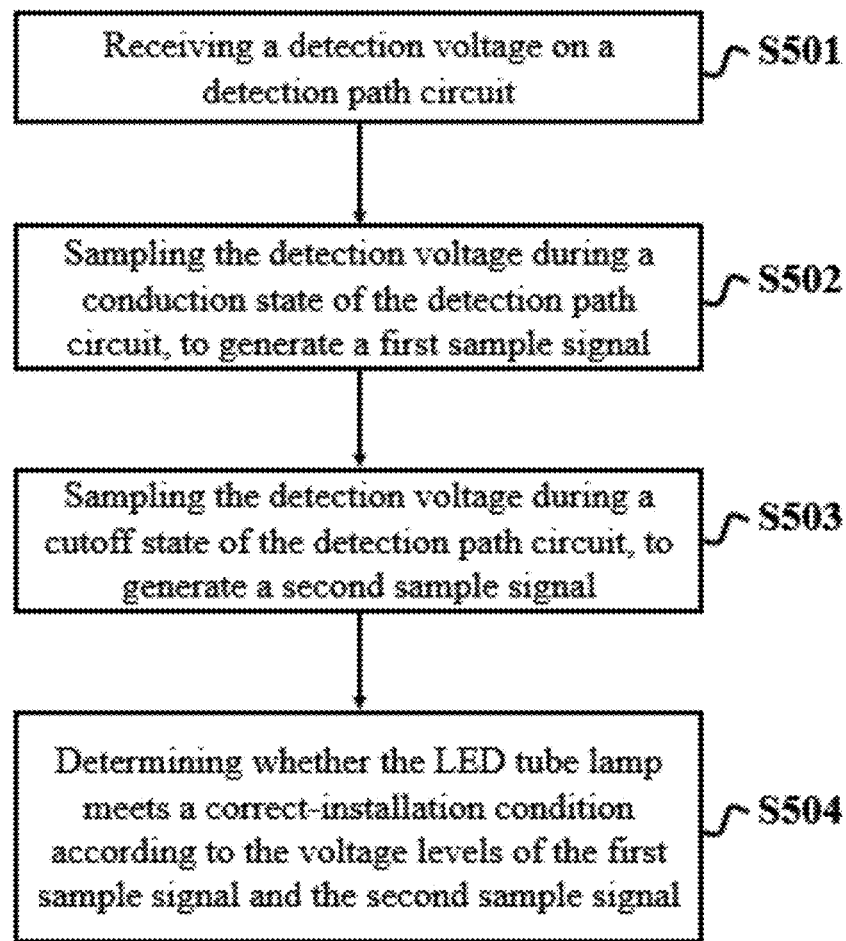 Receiving a detection voltage on a
detection path circuit
S501
Sampling the detection voltage during a
conduction state of the detection path
circuit, to generate a first sample signal
S502
Sampling the detection voltage during a
cutoff state of the detection path circuit, to
generate a second sample signal
S503
Determining whether the LED tube lamp
meets a correct-installation condition
according to the voltage levels of the first
sample signal and the second sample signal
S504